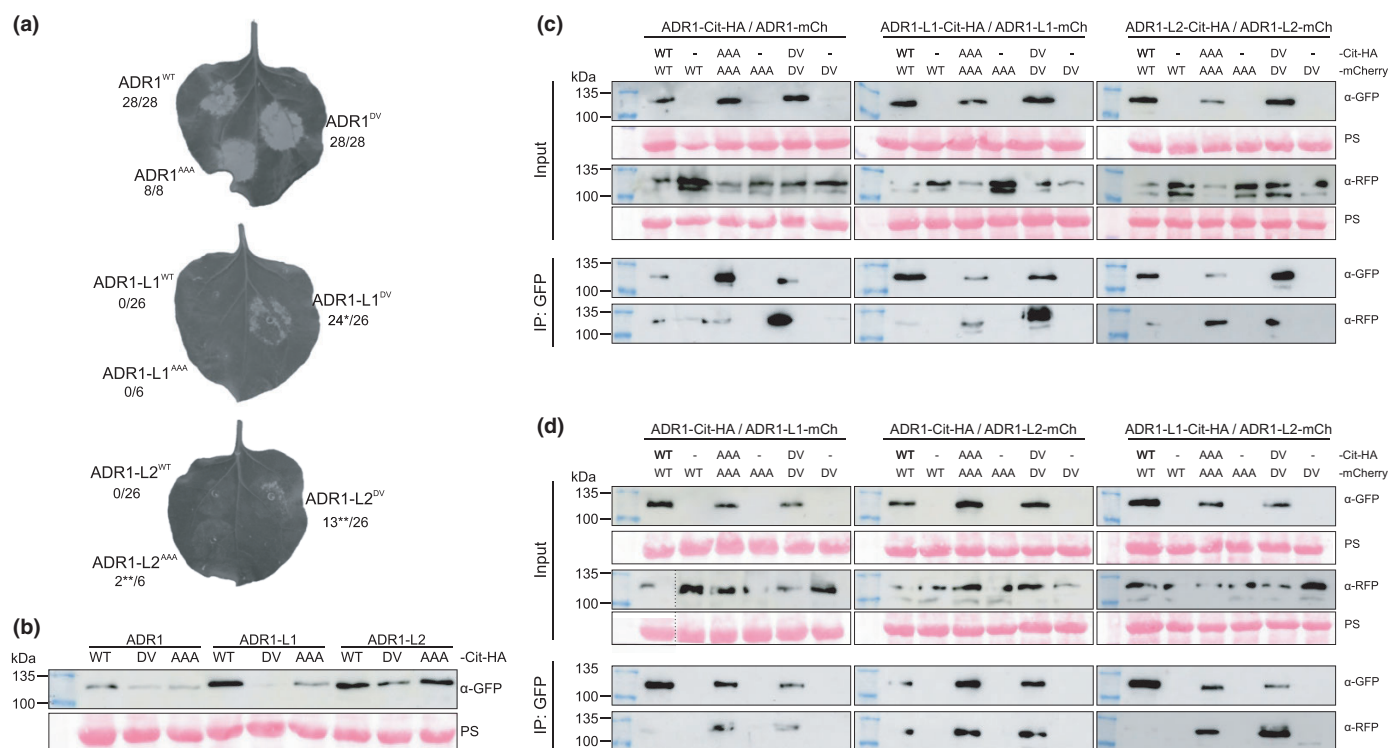 (a)
ADR1WT
28/28
ADR1DV
28/28
ADR1AAA
8/8
ADR1-L1WT
0/26
ADR1-L1DV
24*/26
ADR1-L1AAA
0/6
ADR1-L2WT
0/26
ADR1-L2DV
13**/26
ADR1-L2AAA
2**/6
(b)
ADR1 ADR1-L1 ADR1-L2
kDa WT DV AAA WT DV AAA WT DV AAA -Cit-HA
135
100
α-GFP
PS
(c)
ADR1-Cit-HA / ADR1-mCh ADR1-L1-Cit-HA / ADR1-L1-mCh ADR1-L2-Cit-HA / ADR1-L2-mCh
WT - AAA - DV - WT - AAA - DV - WT - AAA - DV - -Cit-HA
WT WT AAA AAA DV DV WT WT AAA AAA DV DV WT WT AAA AAA DV DV -mCherry
kDa
Input
135
100
α-GFP
PS
135
100
α-RFP
PS
IP: GFP
135
100
α-GFP
135
100
α-RFP
(d)
ADR1-Cit-HA / ADR1-L1-mCh ADR1-Cit-HA / ADR1-L2-mCh ADR1-L1-Cit-HA / ADR1-L2-mCh
WT - AAA - DV - WT - AAA - DV - WT - AAA - DV - -Cit-HA
WT WT AAA AAA DV DV WT WT AAA AAA DV DV WT WT AAA AAA DV DV -mCherry
kDa
Input
135
100
α-GFP
PS
135
100
α-RFP
PS
IP: GFP
135
100
α-GFP
135
100
α-RFP